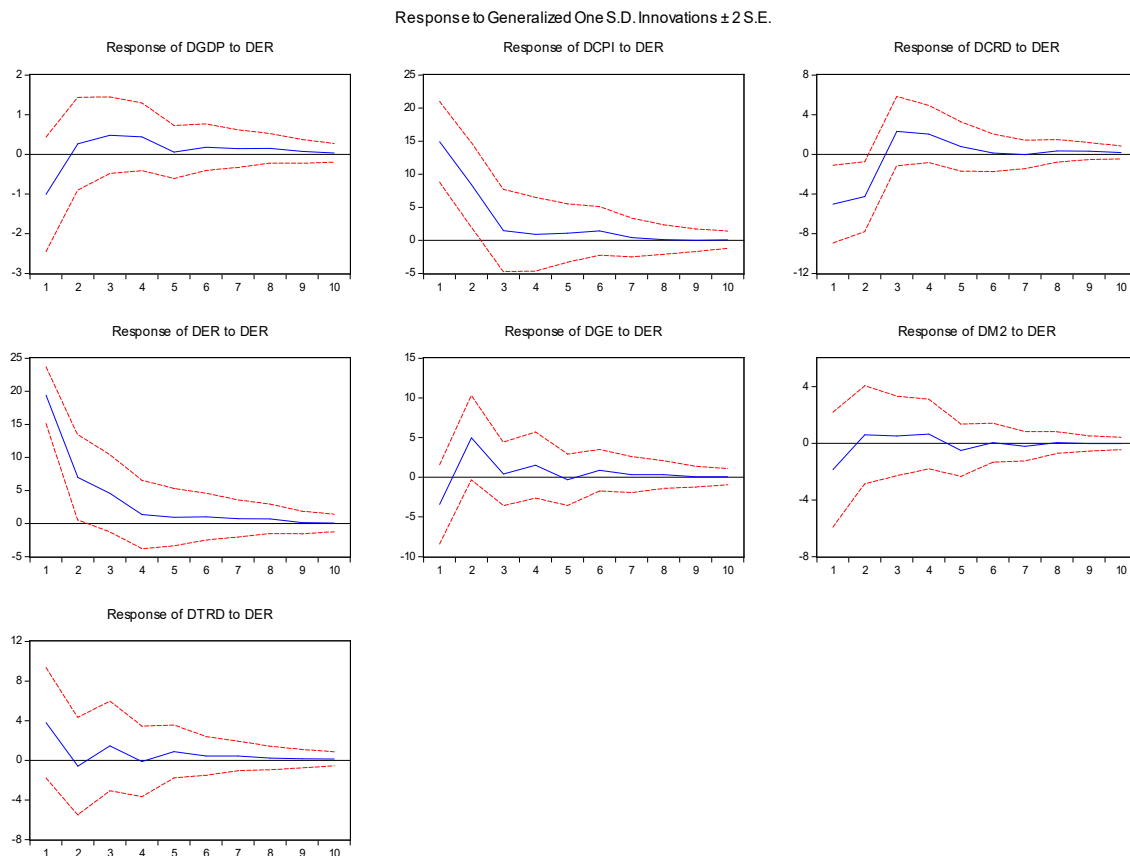 Response to Generalized One S.D. Innovations ± 2 S.E.
Response of DGDP to DER
2
1
0
-1
-2
-3
1 2 3 4 5 6 7 8 9 10
Response of DCPI to DER
25
20
15
10
5
0
-5
1 2 3 4 5 6 7 8 9 10
Response of DCRD to DER
8
4
0
-4
-8
-12
1 2 3 4 5 6 7 8 9 10
Response of DER to DER
25
20
15
10
5
0
-5
1 2 3 4 5 6 7 8 9 10
Response of DGE to DER
15
10
5
0
-5
-10
1 2 3 4 5 6 7 8 9 10
Response of DM2 to DER
4
0
-4
-8
1 2 3 4 5 6 7 8 9 10
Response of DTRD to DER
12
8
4
0
-4
-8
1 2 3 4 5 6 7 8 9 10